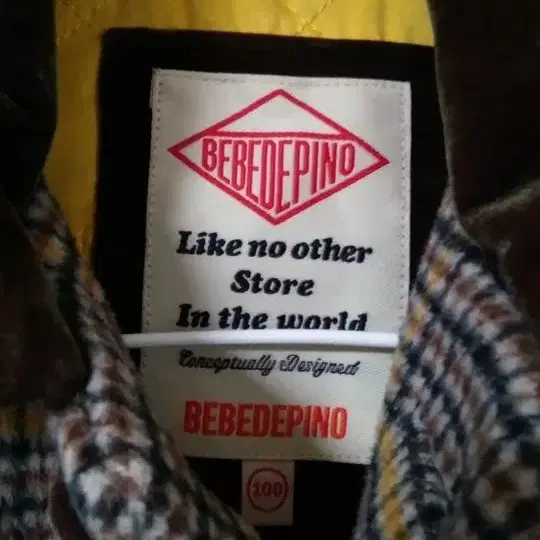 BEBEDEPINO
Like no other
Store
In the world
Conceptually Designed
BEBEDEPINO
100